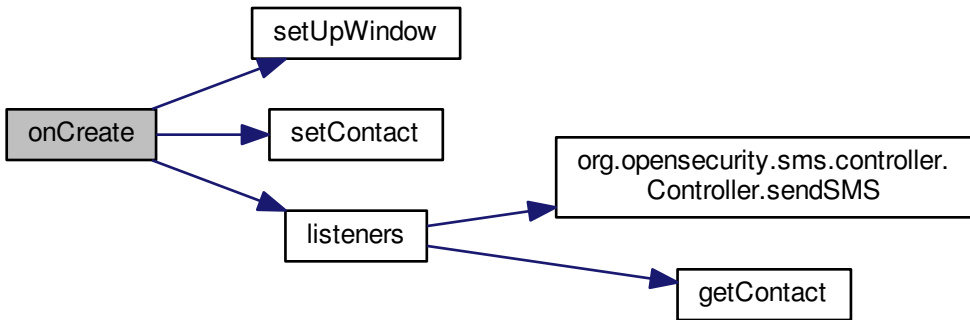 setUpWindow
onCreate
setContact
org.opensecurity.sms.controller.
Controller.sendSMS
listeners
getContact